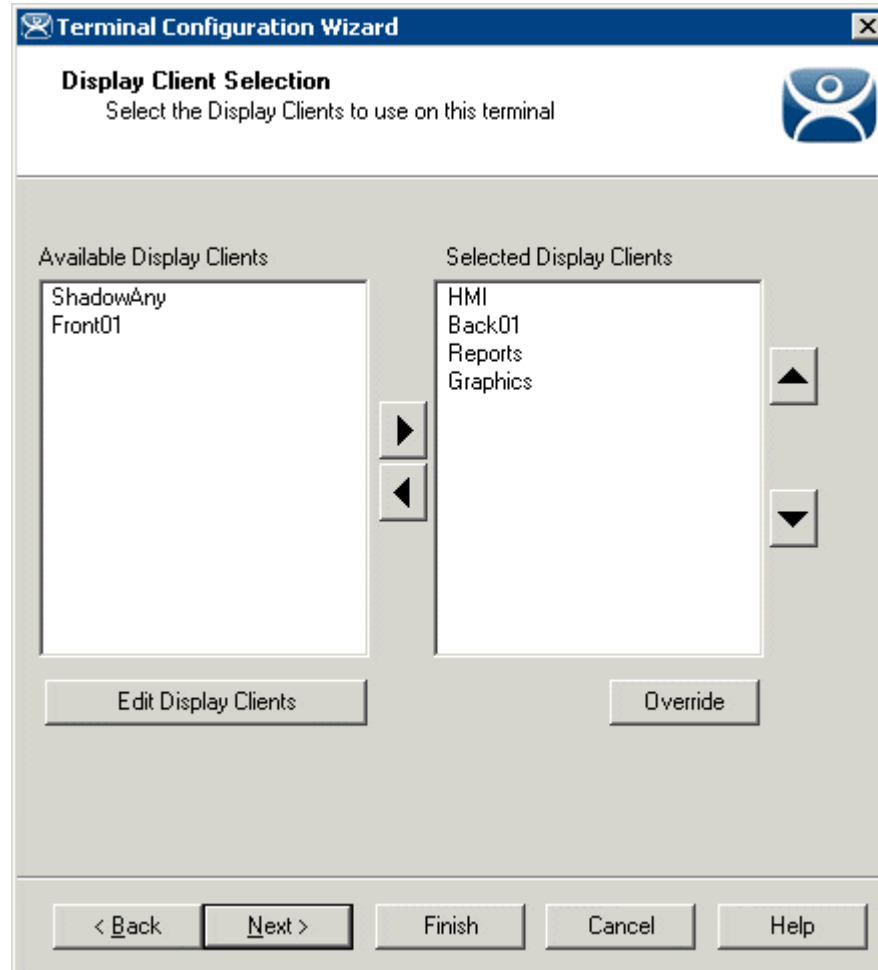 Terminal Configuration Wizard
Display Client Selection
Select the Display Clients to use on this terminal
Available Display Clients
ShadowAny
Front01
Selected Display Clients
HMI
Back01
Reports
Graphics
Edit Display Clients
Override
< Back
Next >
Finish
Cancel
Help